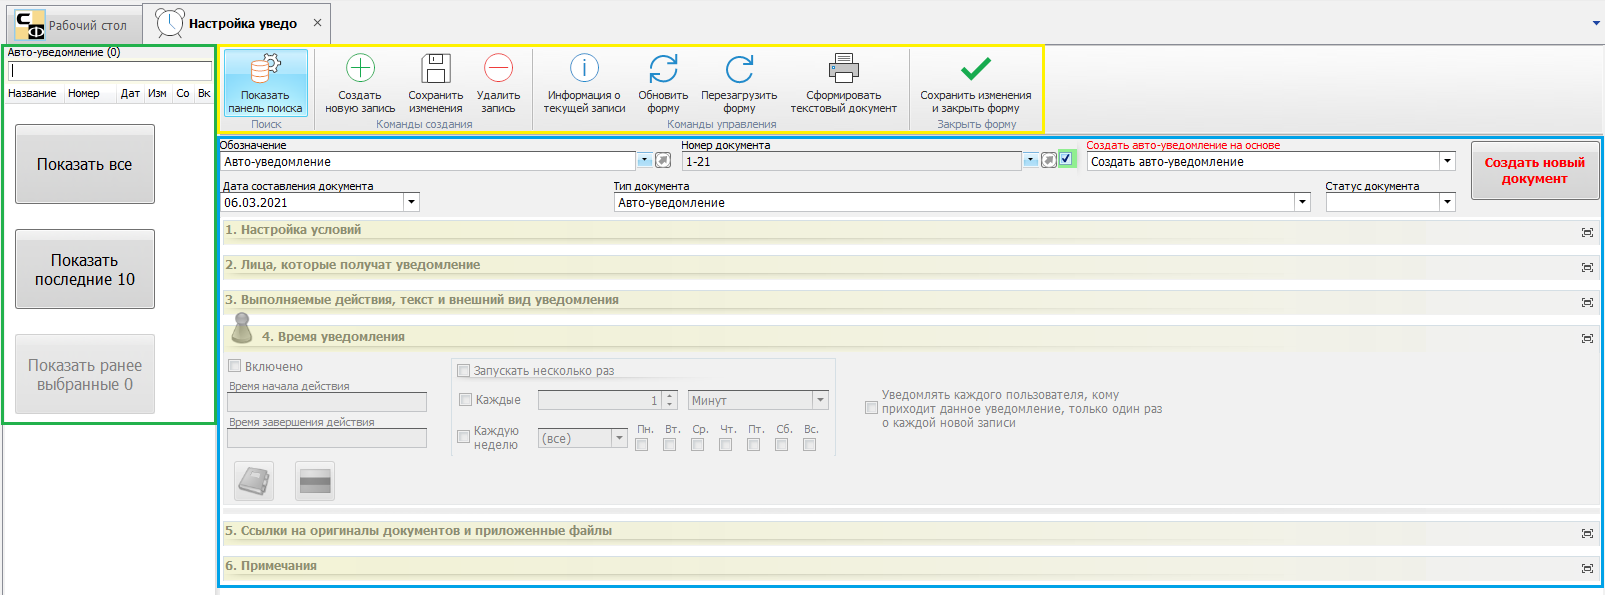 Рабочий стол
Настройка уведо
Авто-уведомление (0)
Название Номер Дат Изм Со Вк
Показать все
Показать
последние 10
Показать ранее
выбранные 0
Показать
панель поиска
Поиск
Создать
новую запись
Сохранить
изменения
Удалить
запись
Команды создания
Информация о
текущей записи
Обновить
форму
Перезагрузить
форму
Сформировать
текстовый документ
Команды управления
Сохранить изменения
и закрыть форму
Закрыть форму
Обозначение
Авто-уведомление
Номер документа
1-21
Создать авто-уведомление на основе
Создать авто-уведомление
Создать новый
документ
Дата составления документа
06.03.2021
Тип документа
Авто-уведомление
Статус документа
1. Настройка условий
2. Лица, которые получат уведомление
3. Выполняемые действия, текст и внешний вид уведомления
4. Время уведомления
Включено
Время начала действия
Время завершения действия
Запускать несколько раз
Каждые 1 Минут
Каждую
неделю
(все)
Пн. Вт. Ср. Чт. Пт. Сб. Вс.
Уведомлять каждого пользователя, кому
приходит данное уведомление, только один раз
о каждой новой записи
5. Ссылки на оригиналы документов и приложенные файлы
6. Примечания